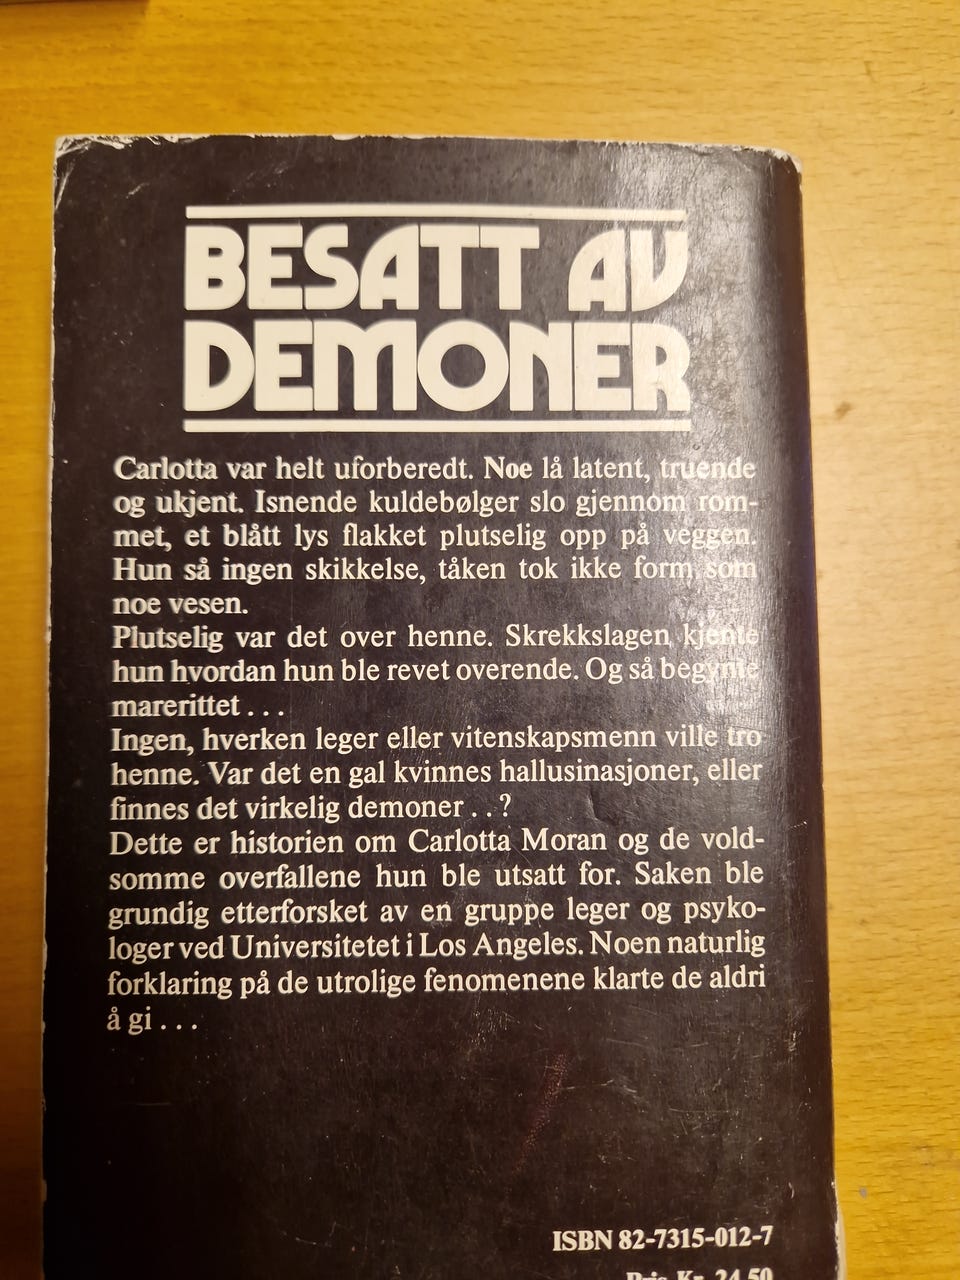 BESATT AV
DEMONER
Carlotta var helt uforberedt. Noe lå latent, truende
og ukjent. Isnende kuldebølger slo gjennom rom-
met, et blått lys flakket plutselig opp på veggen.
Hun så ingen skikkelse, tåken tok ikke form som
noe vesen.
Plutselig var det over henne. Skrekkslagen kjente
hun hvordan hun ble revet overende. Og så begynte
marerittet . . .
Ingen, hverken leger eller vitenskapsmenn ville tro
henne. Var det en gal kvinnes hallusinasjoner, eller
finnes det virkelig demoner . . ?
Dette er historien om Carlotta Moran og de vold-
somme overfallene hun ble utsatt for. Saken ble
grundig etterforsket av en gruppe leger og psyko-
loger ved Universitetet i Los Angeles. Noen naturlig
forklaring på de utrolige fenomenene klarte de aldri
å gi . . .
ISBN 82-7315-012-7
Pris Kr. 24.50